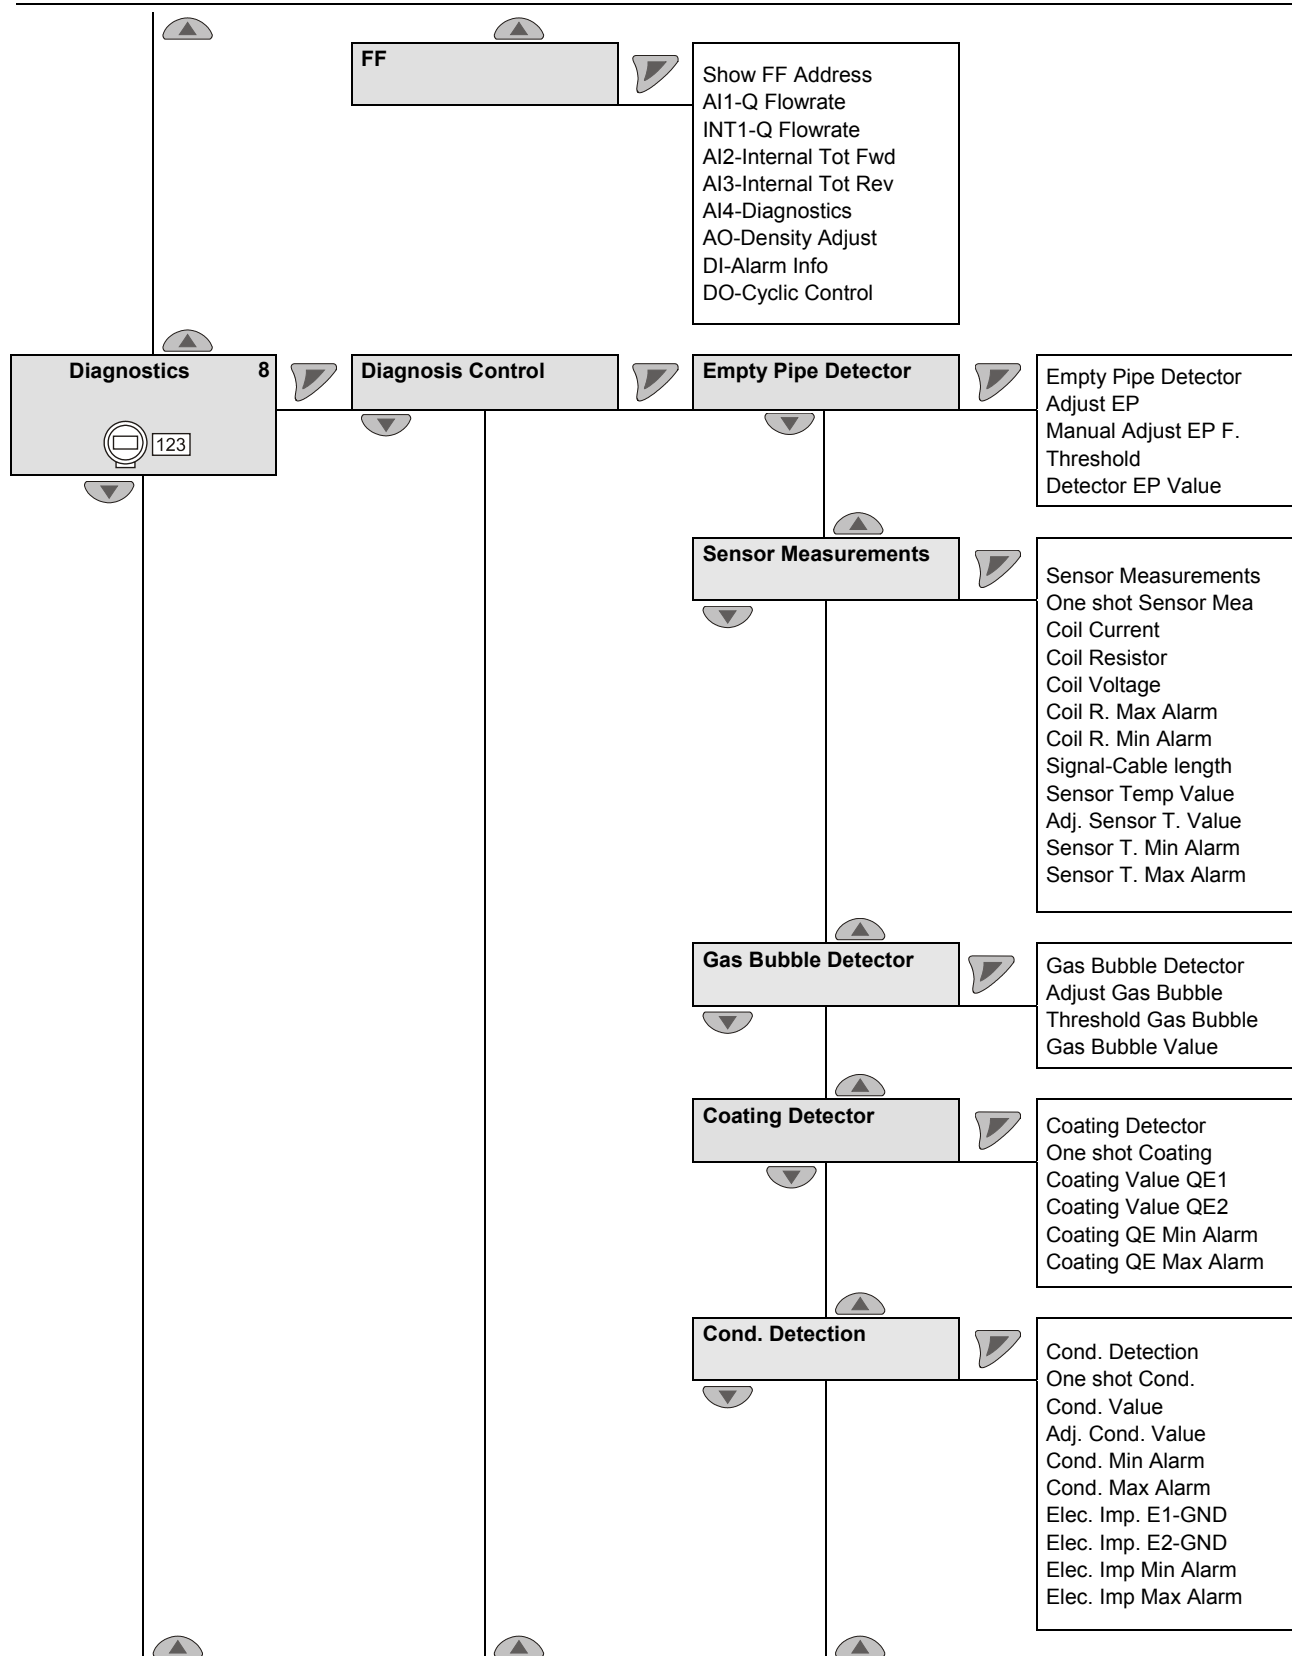 FF
Show FF Address
AI1-Q Flowrate
INT1-Q Flowrate
AI2-Internal Tot Fwd
AI3-Internal Tot Rev
AI4-Diagnostics
AO-Density Adjust
DI-Alarm Info
DO-Cyclic Control
Diagnostics 8
123
Diagnosis Control
Empty Pipe Detector
Empty Pipe Detector
Adjust EP
Manual Adjust EP F.
Threshold
Detector EP Value
Sensor Measurements
Sensor Measurements
One shot Sensor Mea
Coil Current
Coil Resistor
Coil Voltage
Coil R. Max Alarm
Coil R. Min Alarm
Signal-Cable length
Sensor Temp Value
Adj. Sensor T. Value
Sensor T. Min Alarm
Sensor T. Max Alarm
Gas Bubble Detector
Gas Bubble Detector
Adjust Gas Bubble
Threshold Gas Bubble
Gas Bubble Value
Coating Detector
Coating Detector
One shot Coating
Coating Value QE1
Coating Value QE2
Coating QE Min Alarm
Coating QE Max Alarm
Cond. Detection
Cond. Detection
One shot Cond.
Cond. Value
Adj. Cond. Value
Cond. Min Alarm
Cond. Max Alarm
Elec. Imp. E1-GND
Elec. Imp. E2-GND
Elec. Imp Min Alarm
Elec. Imp Max Alarm